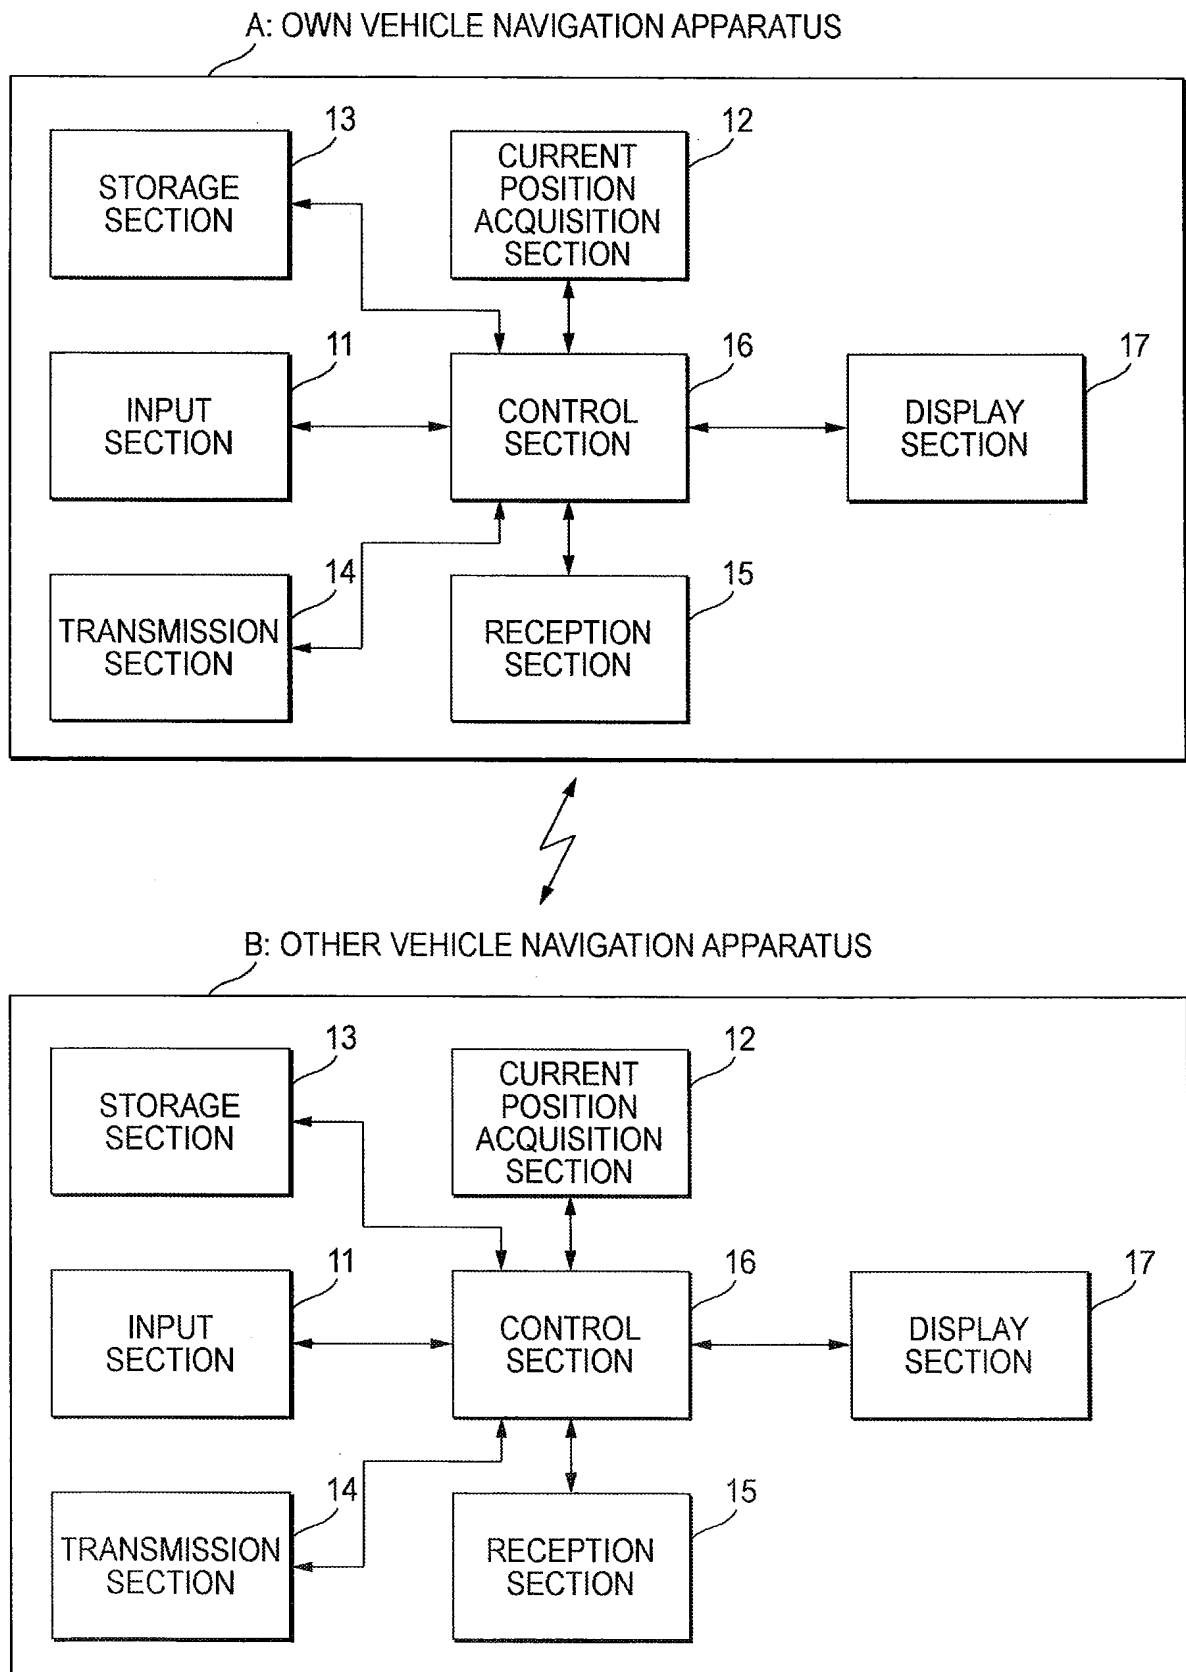 A: OWN VEHICLE NAVIGATION APPARATUS
13
STORAGE
SECTION
12
CURRENT
POSITION
ACQUISITION
SECTION
11
INPUT
SECTION
16
CONTROL
SECTION
17
DISPLAY
SECTION
14
TRANSMISSION
SECTION
15
RECEPTION
SECTION
B: OTHER VEHICLE NAVIGATION APPARATUS
13
STORAGE
SECTION
12
CURRENT
POSITION
ACQUISITION
SECTION
11
INPUT
SECTION
16
CONTROL
SECTION
17
DISPLAY
SECTION
14
TRANSMISSION
SECTION
15
RECEPTION
SECTION